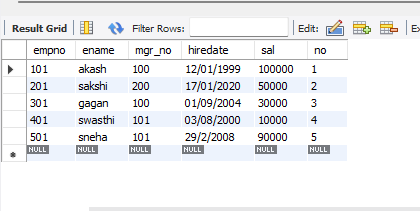 Result Grid Filter Rows: Edit:
empno ename mgr_no hiredate sal no
101 akash 100 12/01/1999 100000 1
201 sakshi 200 17/01/2020 50000 2
301 gagan 100 01/09/2004 30000 3
401 swasthi 101 03/08/2000 10000 4
501 sneha 101 29/2/2008 90000 5
NULL NULL NULL NULL NULL NULL